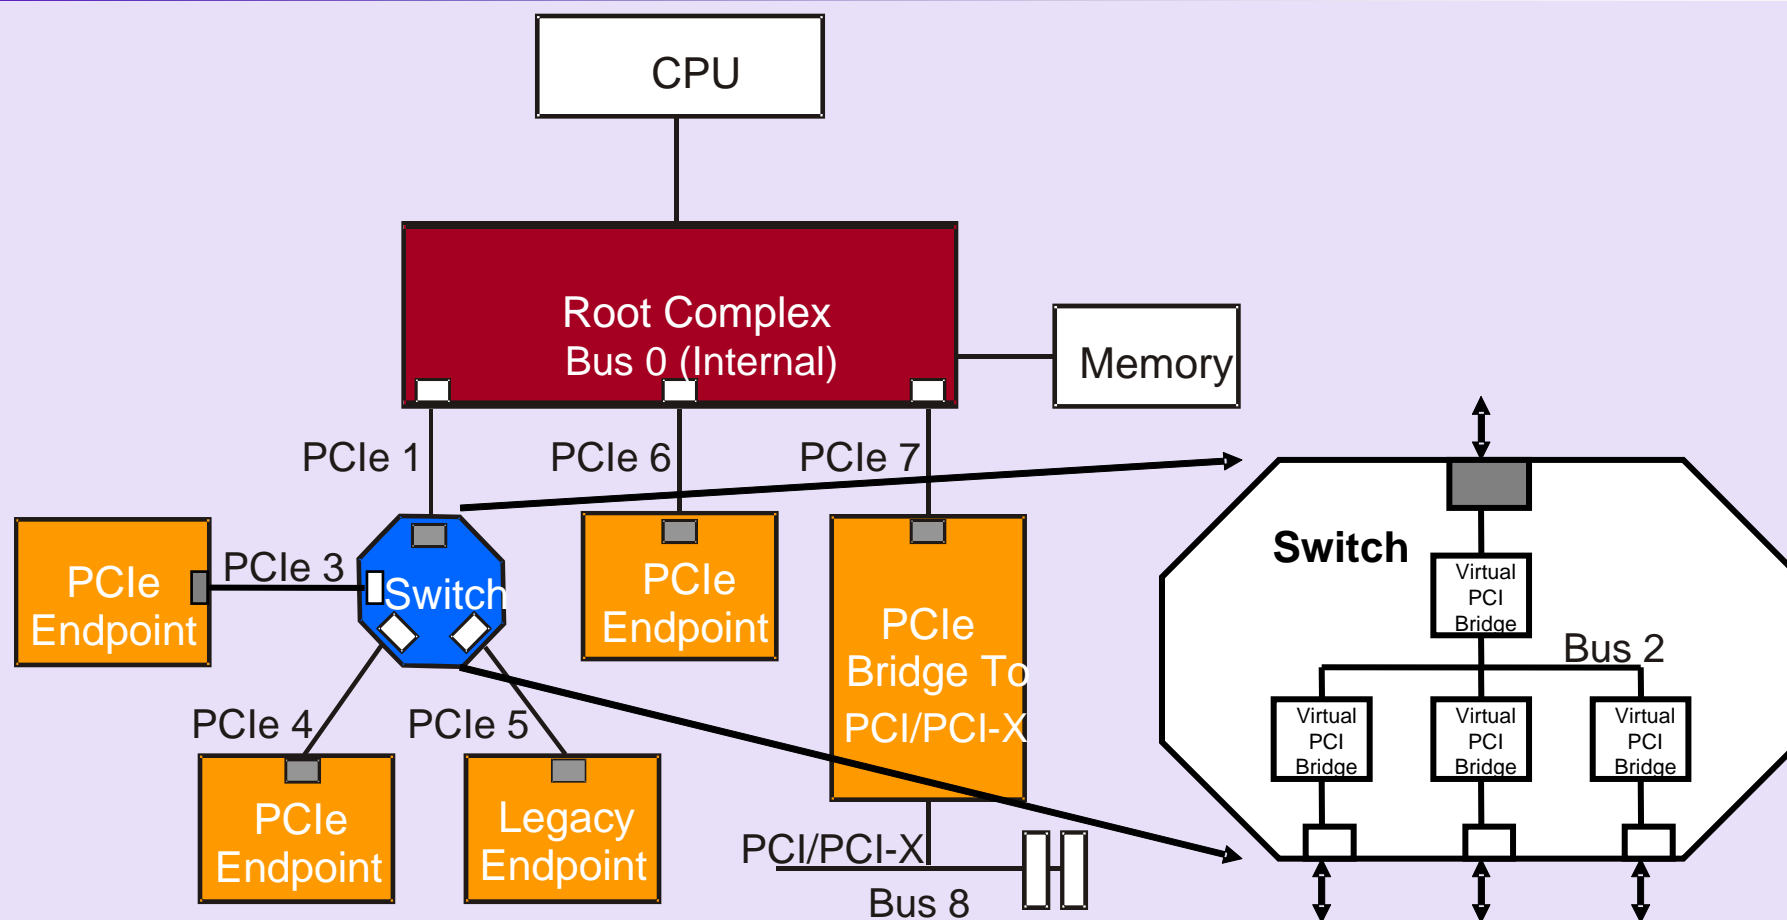 CPU
Root Complex
Bus 0 (Internal)
Memory
PCIe 1
PCIe 6
PCIe 7
PCIe
Endpoint
PCIe 3
Switch
PCIe
Endpoint
PCIe
Bridge To
PCI/PCI-X
PCIe 4
PCIe 5
PCIe
Endpoint
Legacy
Endpoint
PCI/PCI-X
Bus 8
Switch
Virtual
PCI
Bridge
Bus 2
Virtual
PCI
Bridge
Virtual
PCI
Bridge
Virtual
PCI
Bridge